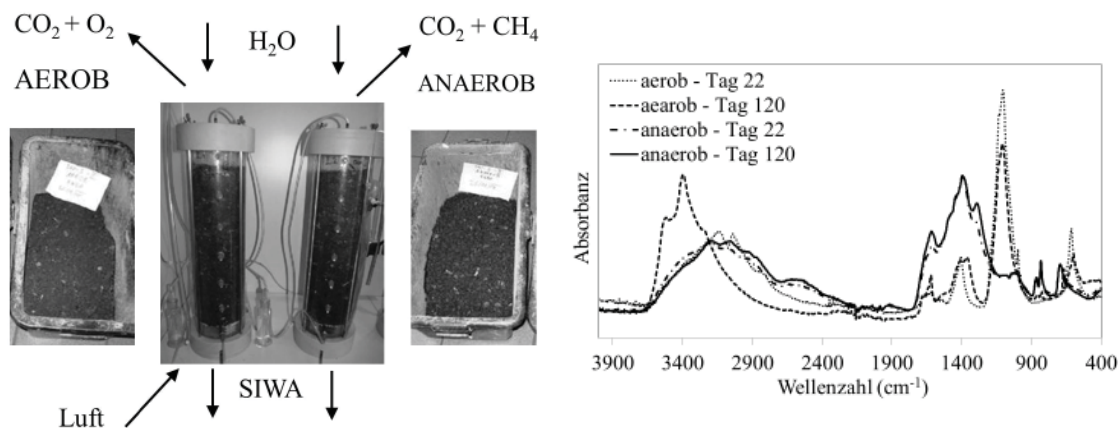 CO₂ + O₂
H₂O
CO₂ + CH₄
AEROB
ANAEROB
SIWA
Luft
aerob - Tag 22
aearob - Tag 120
anaerob - Tag 22
anaerob - Tag 120
Absorbanz
3900 3400 2900 2400 1900 1400 900 400
Wellenzahl (cm⁻¹)